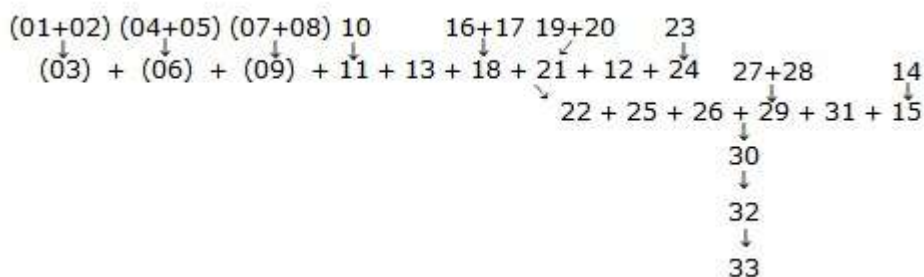 (01+02) (04+05) (07+08) 10 16+17 19+20 23
↓ ↓ ↓ ↓ ↓ ↙ ↓
(03) + (06) + (09) + 11 + 13 + 18 + 21 + 12 + 24 27+28 14
↘ ↓ ↓
22 + 25 + 26 + 29 + 31 + 15
↓
30
↓
32
↓
33